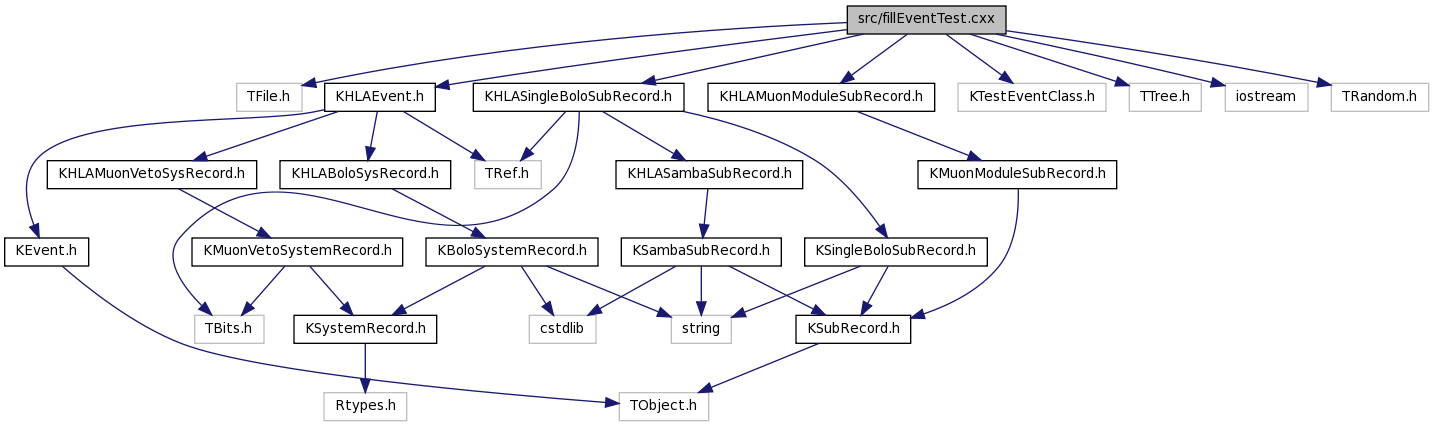 src/fillEventTest.cxx
TFile.h
KHLAEvent.h
KHLASingleBoloSubRecord.h
KHLAMuonModuleSubRecord.h
KTestEventClass.h
TTree.h
iostream
TRandom.h
KHLAMuonVetoSysRecord.h
KHLABoloSysRecord.h
TRef.h
KHLASambaSubRecord.h
KMuonModuleSubRecord.h
KEvent.h
KMuonVetoSystemRecord.h
KBoloSystemRecord.h
KSambaSubRecord.h
KSingleBoloSubRecord.h
TBits.h
KSystemRecord.h
cstdlib
string
KSubRecord.h
Rtypes.h
TObject.h